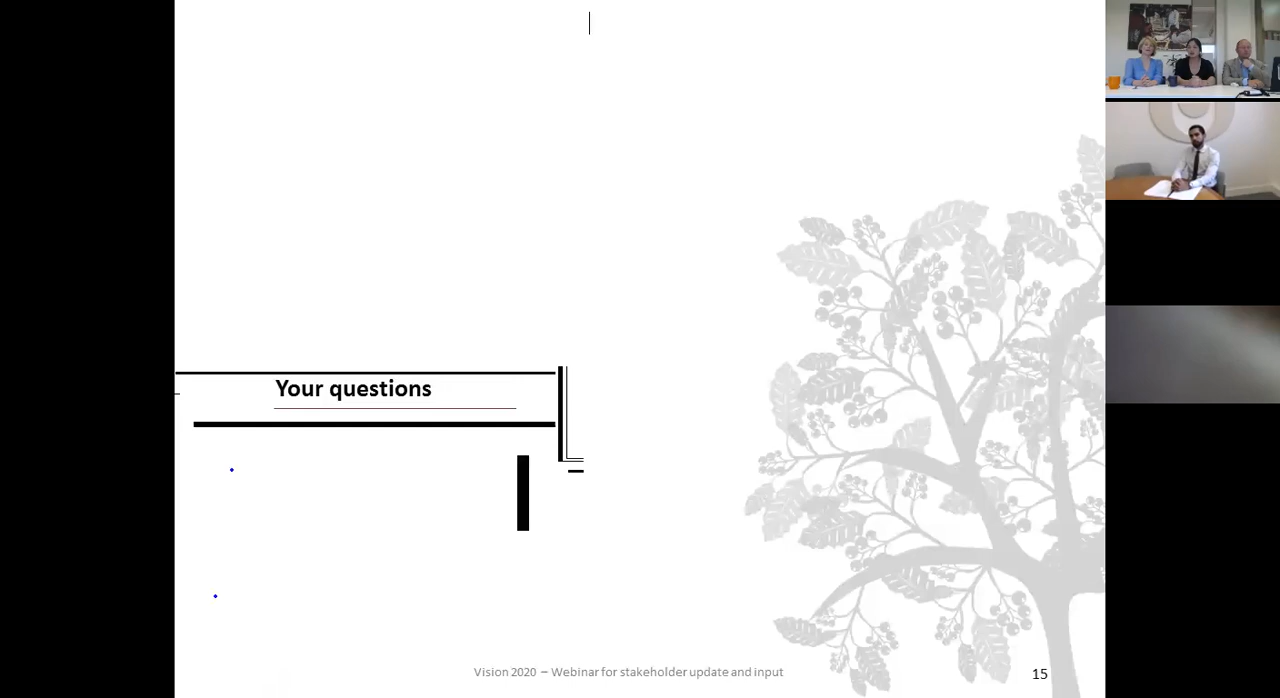 Your questions
Vision 2020 – Webinar for stakeholder update and input
15